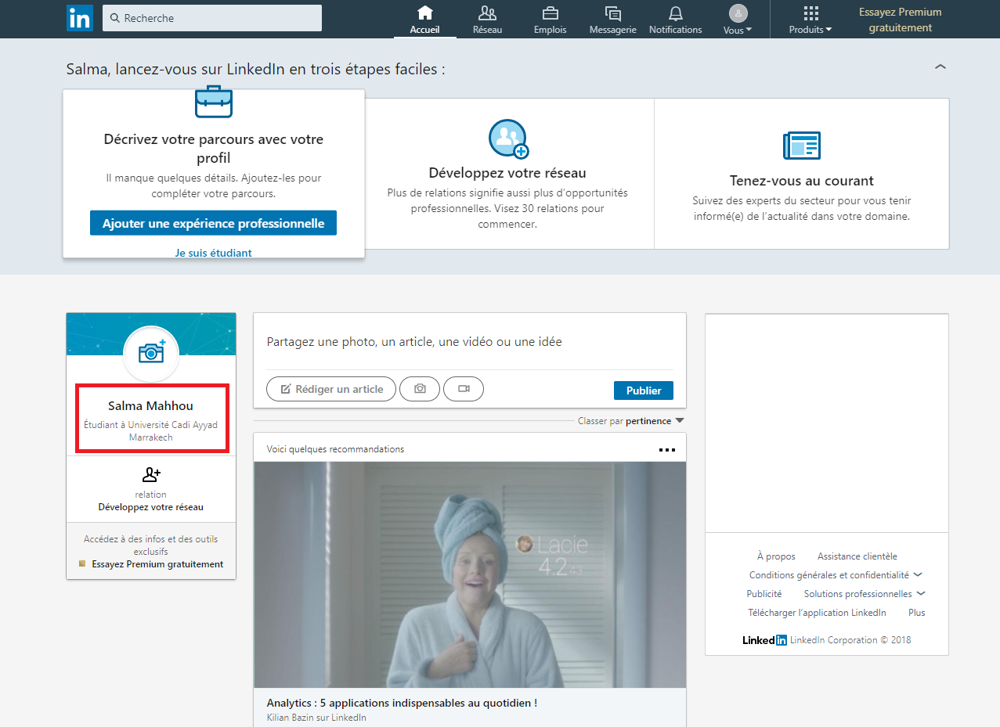 in
Recherche
Accueil
Réseau
Emplois
Messagerie
Notifications
Vous
Produits
Essayez Premium
gratuitement
Salma, lancez-vous sur LinkedIn en trois étapes faciles :
Décrivez votre parcours avec votre
profil
Il manque quelques détails. Ajoutez-les pour
compléter votre parcours.
Ajouter une expérience professionnelle
Je suis étudiant
Développez votre réseau
Plus de relations signifie aussi plus d’opportunités
professionnelles. Visez 30 relations pour
commencer.
Tenez-vous au courant
Suivez des experts du secteur pour vous tenir
informé(e) de l’actualité dans votre domaine.
Salma Mahhou
Étudiant à Université Cadi Ayyad
Marrakech
relation
Développez votre réseau
Accédez à des infos et des outils
exclusifs
Essayez Premium gratuitement
Partagez une photo, un article, une vidéo ou une idée
Rédiger un article
Publier
Classer par pertinence
Voici quelques recommandations
Lacie
4.243
Analytics : 5 applications indispensables au quotidien !
Kilian Bazin sur LinkedIn
À propos Assistance clientèle
Conditions générales et confidentialité
Publicité Solutions professionnelles
Télécharger l’application LinkedIn Plus
Linked in LinkedIn Corporation © 2018